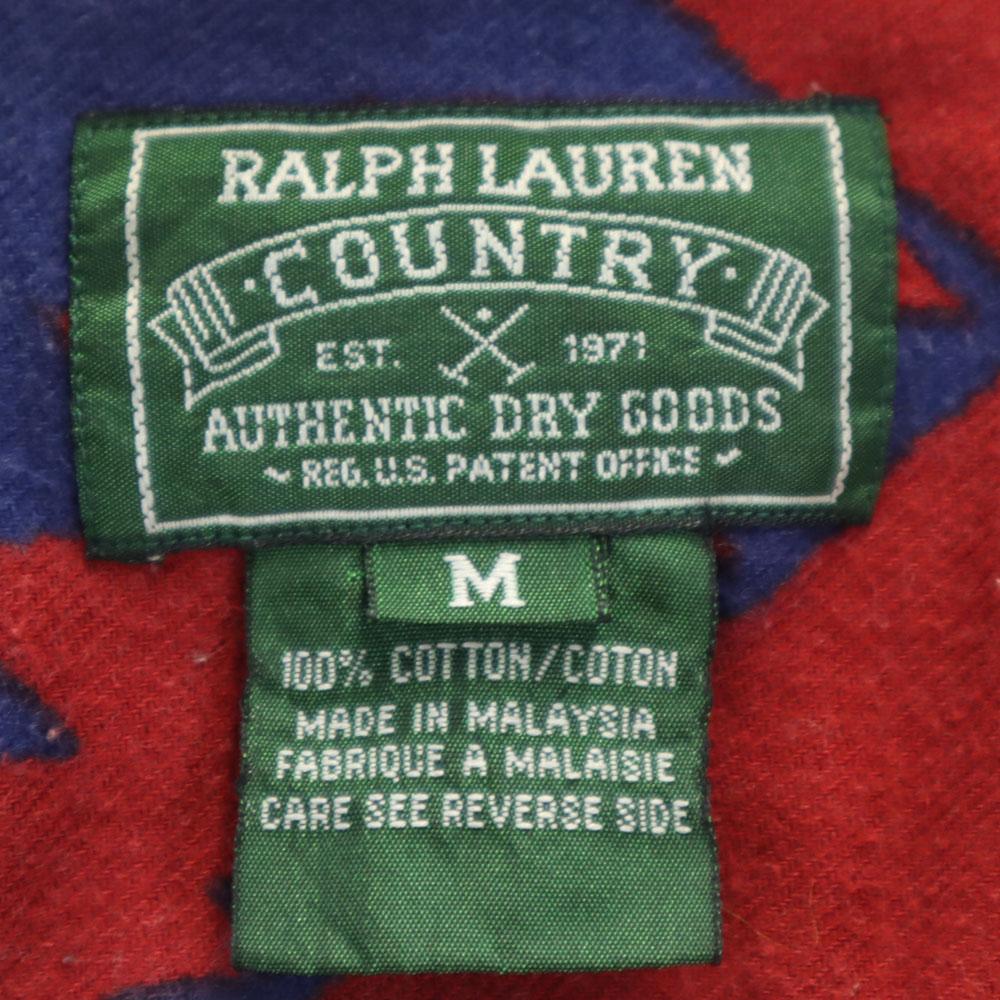 RALPH LAUREN
·COUNTRY·
EST. 1971
AUTHENTIC DRY GOODS
~ REG. U.S. PATENT OFFICE ~
M
100% COTTON/COTON
MADE IN MALAYSIA
FABRIQUE A MALAISIE
CARE SEE REVERSE SIDE